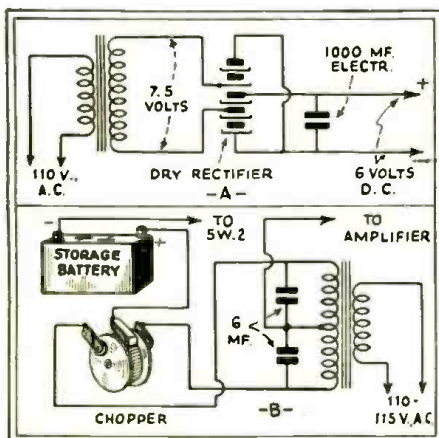 1000 MF.
ELECTR.
+
7.5
VOLTS
110 V.,
A.C.
DRY RECTIFIER
6 VOLTS
D.C.
-
-A-
- +
STORAGE
BATTERY
TO
SW.2
TO
AMPLIFIER
6
MF.
CHOPPER
-B-
110-
115 V. A.C.